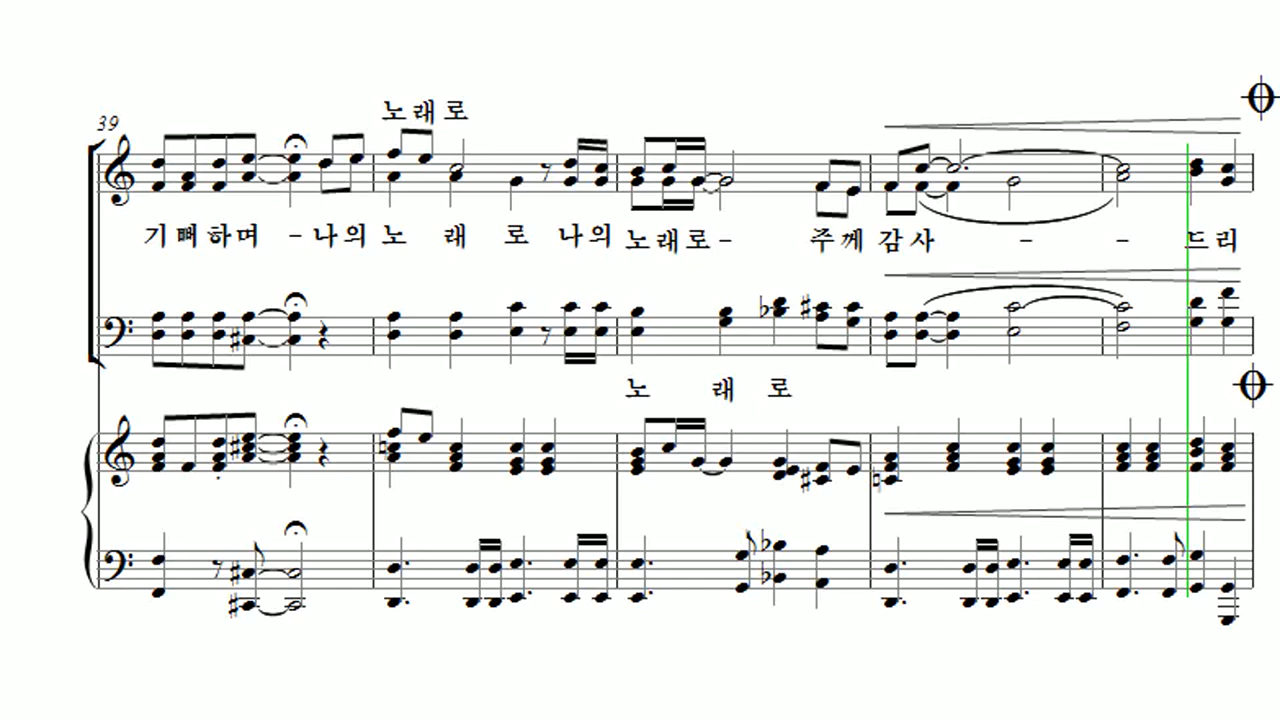 노래로
39
기뻐하며 - 나의 노 래 로 나의 노래로 - 주께 감사 - - 드리
노 래 로